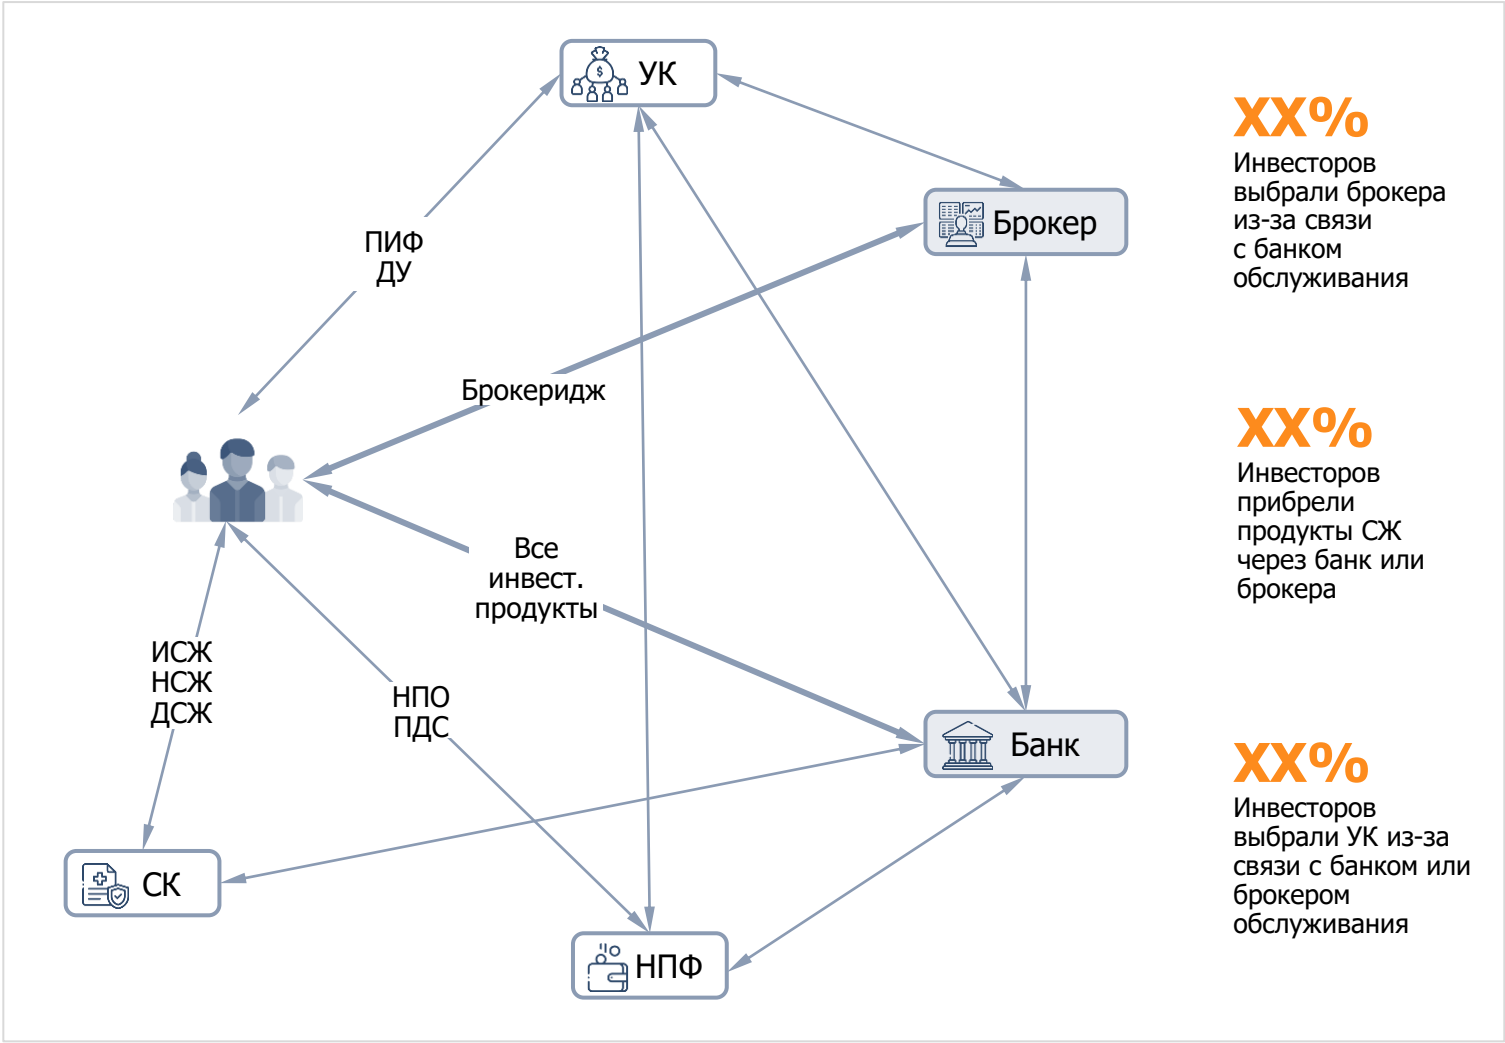 УК
XX%
Инвесторов
выбрали брокера
из-за связи
с банком
обслуживания
Брокер
ПИФ
ДУ
Брокеридж
XX%
Инвесторов
прибрели
продукты СЖ
через банк или
брокера
Все
инвест.
продукты
ИСЖ
НСЖ
ДСЖ
НПО
ПДС
Банк
XX%
Инвесторов
выбрали УК из-за
связи с банком или
брокером
обслуживания
СК
НПФ